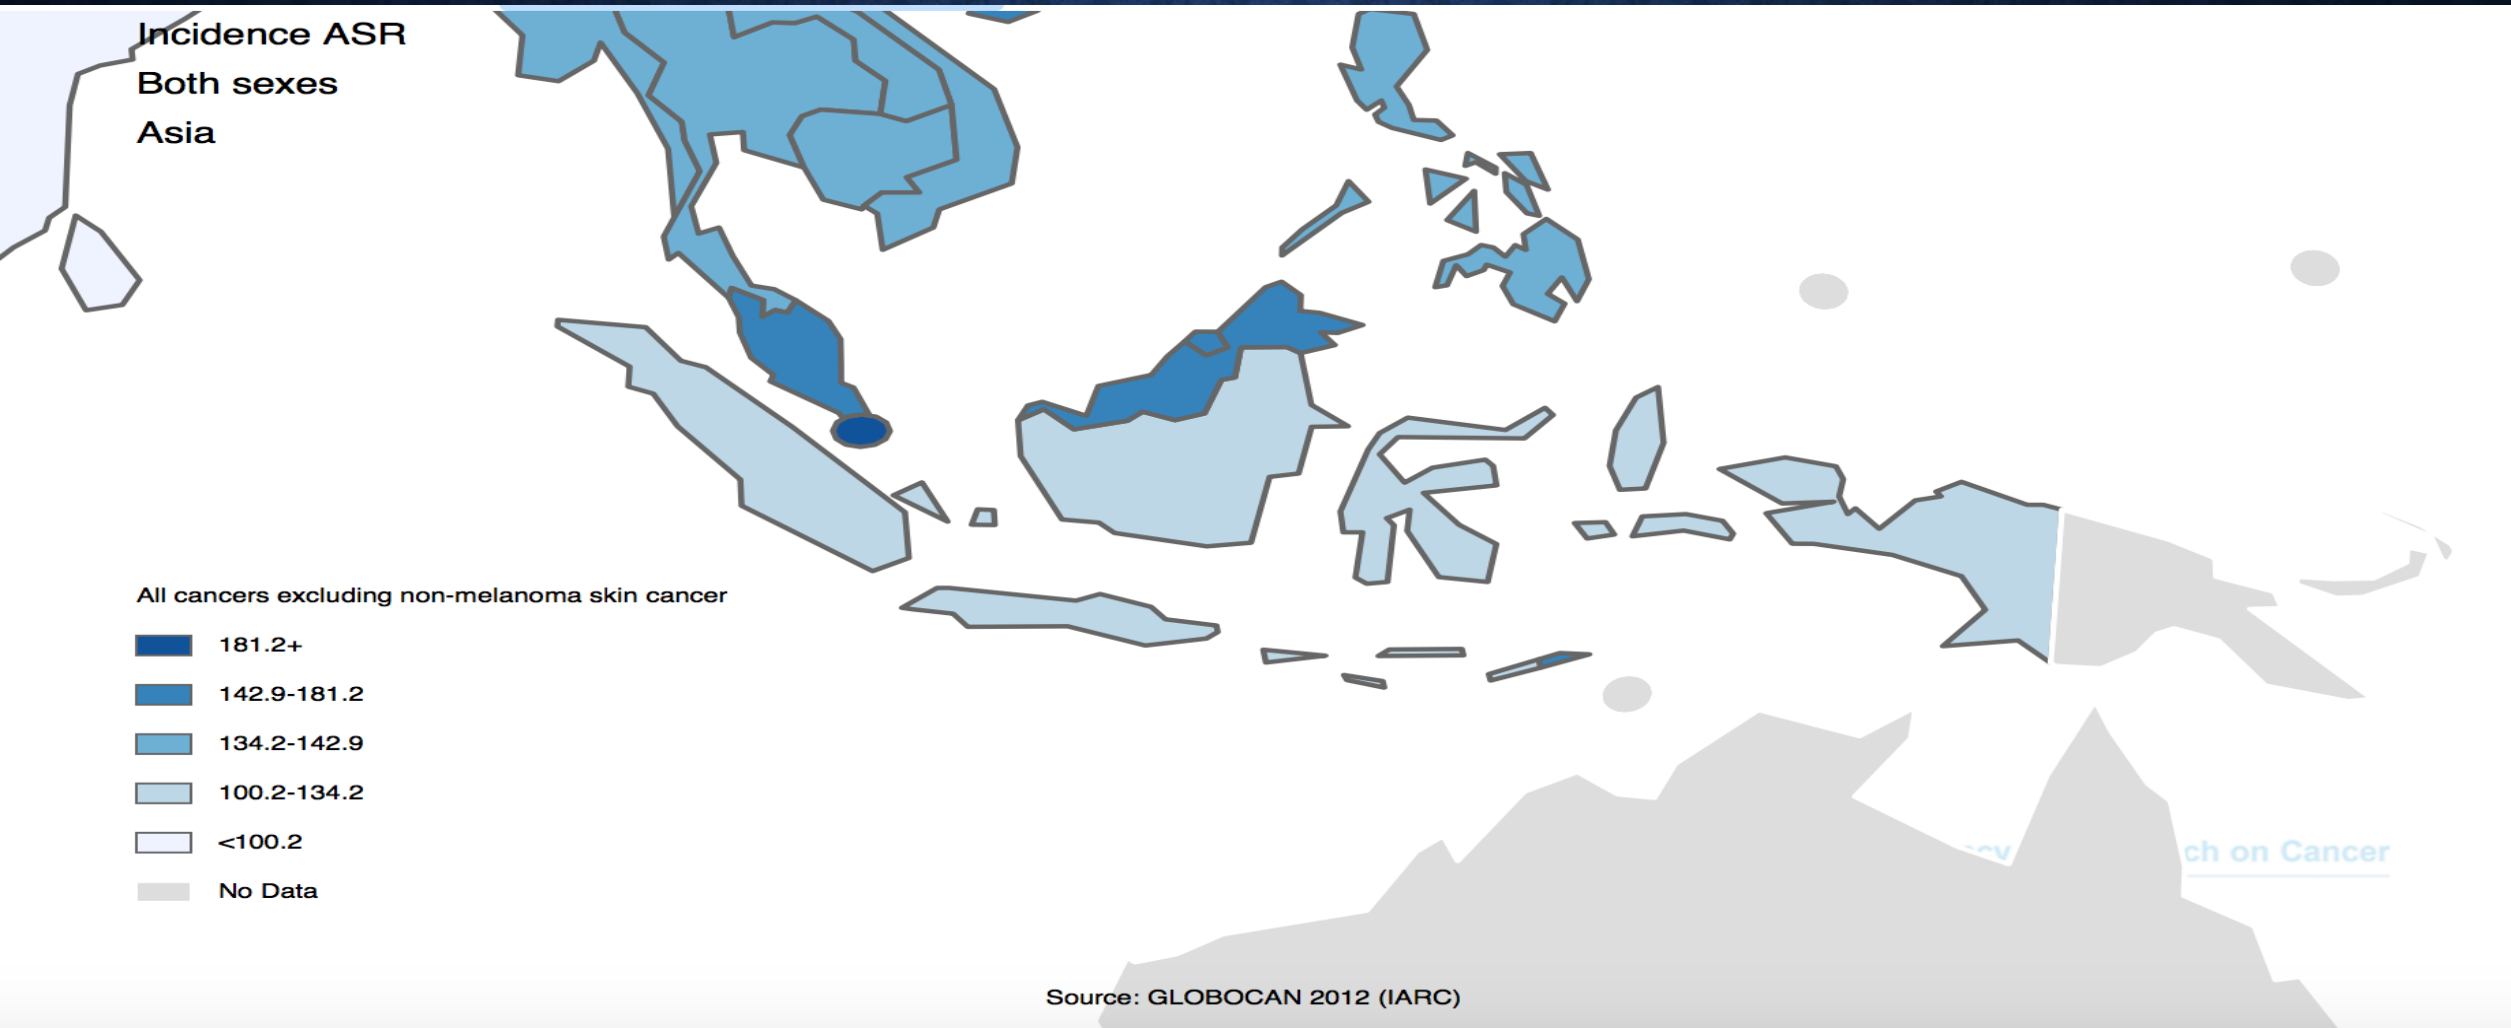 Incidence ASR
Both sexes
Asia
All cancers excluding non-melanoma skin cancer
181.2+
142.9-181.2
134.2-142.9
100.2-134.2
<100.2
No Data
ch on Cancer
Source: GLOBOCAN 2012 (IARC)